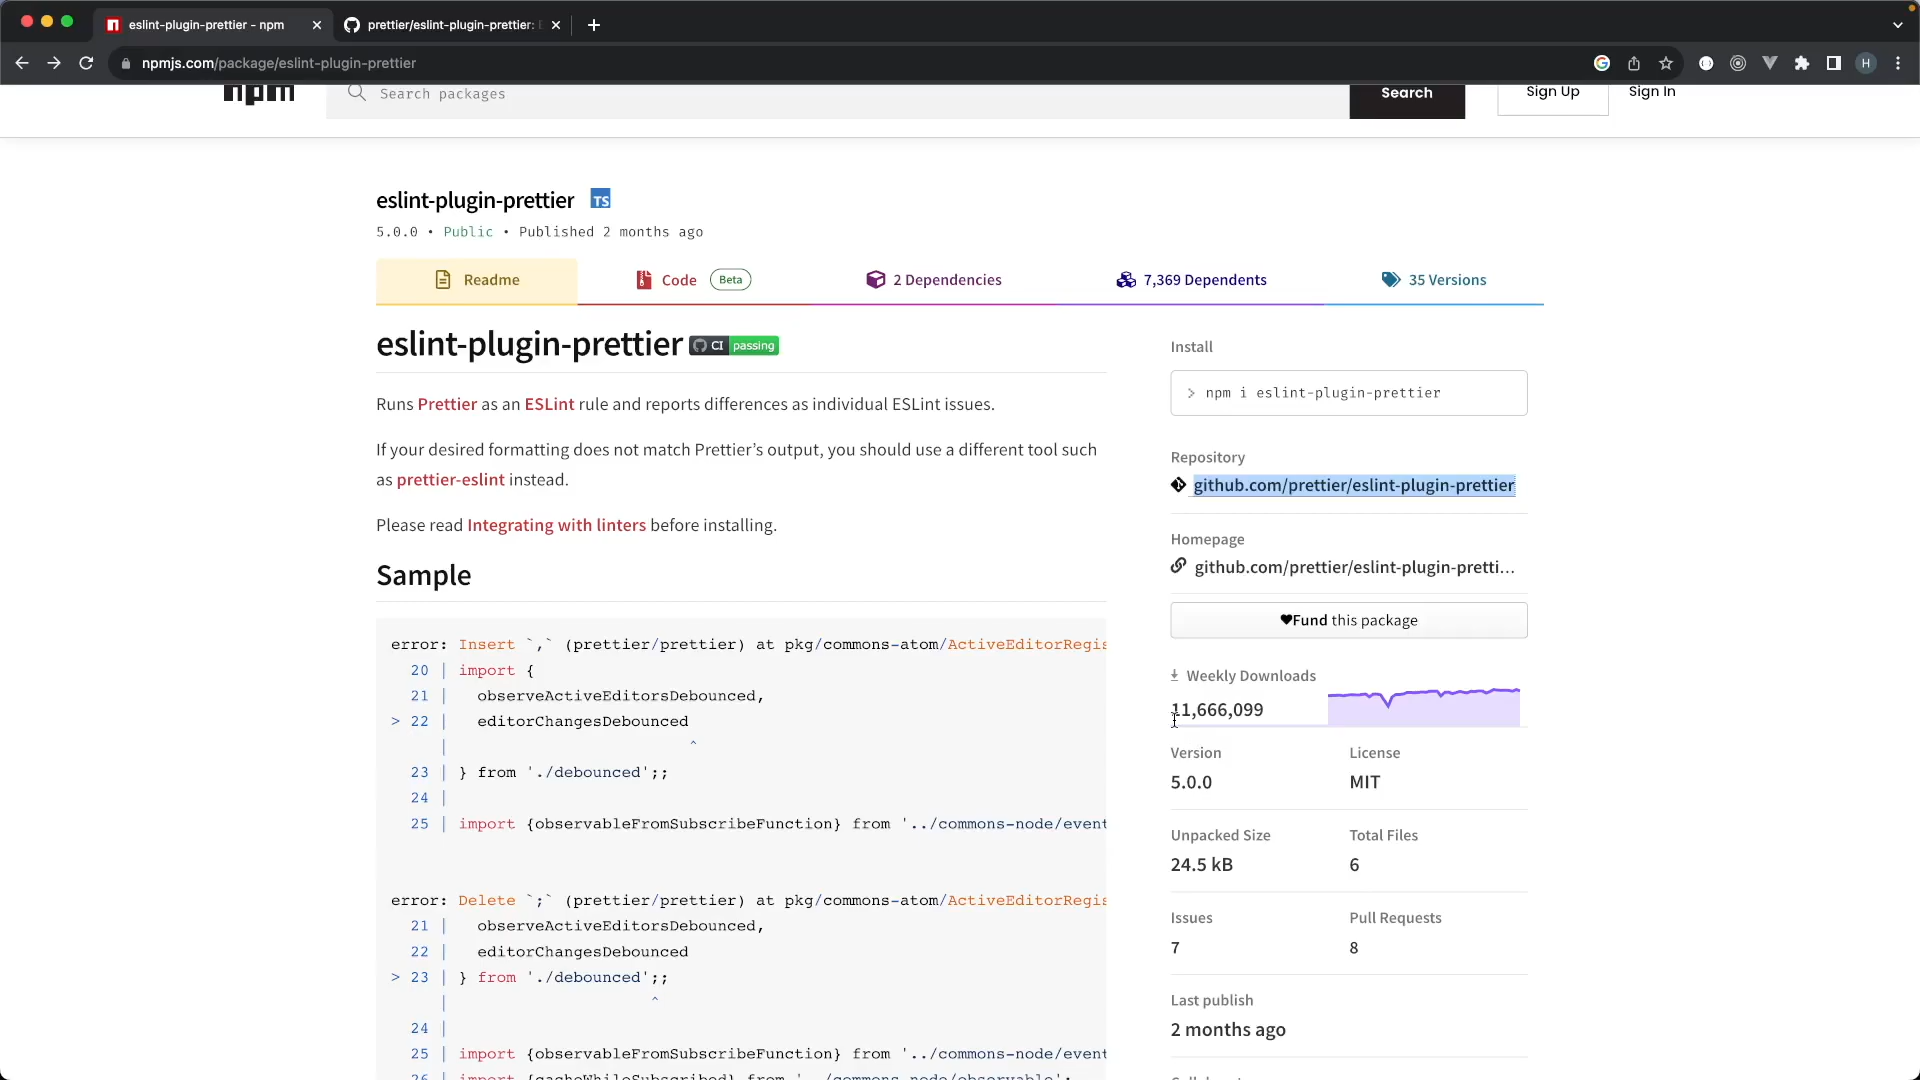 eslint-plugin-prettier - npm
prettier/eslint-plugin-prettier:
npmjs.com/package/eslint-plugin-prettier
H
npm
Search packages
Search
Sign Up
Sign In
eslint-plugin-prettier TS
5.0.0 • Public • Published 2 months ago
Readme
Code Beta
2 Dependencies
7,369 Dependents
35 Versions
eslint-plugin-prettier CI passing
Runs Prettier as an ESLint rule and reports differences as individual ESLint issues.
If your desired formatting does not match Prettier’s output, you should use a different tool such
as prettier-eslint instead.
Please read Integrating with linters before installing.
Sample
error: Insert `,` (prettier/prettier) at pkg/commons-atom/ActiveEditorRegis
20 | import {
21 |   observeActiveEditorsDebounced,
> 22 |   editorChangesDebounced
|                         ^
23 | } from './debounced';;
24 |
25 | import {observableFromSubscribeFunction} from '../commons-node/event
error: Delete `;` (prettier/prettier) at pkg/commons-atom/ActiveEditorRegis
21 |   observeActiveEditorsDebounced,
22 |   editorChangesDebounced
> 23 | } from './debounced';;
|                     ^
24 |
25 | import {observableFromSubscribeFunction} from '../commons-node/event
26 | import {cacheWhileSubscribed} from '../commons-node/observable';
Install
> npm i eslint-plugin-prettier
Repository
github.com/prettier/eslint-plugin-prettier
Homepage
github.com/prettier/eslint-plugin-pretti...
Fund this package
Weekly Downloads
11,666,099
Version
License
5.0.0
MIT
Unpacked Size
Total Files
24.5 kB
6
Issues
Pull Requests
7
8
Last publish
2 months ago